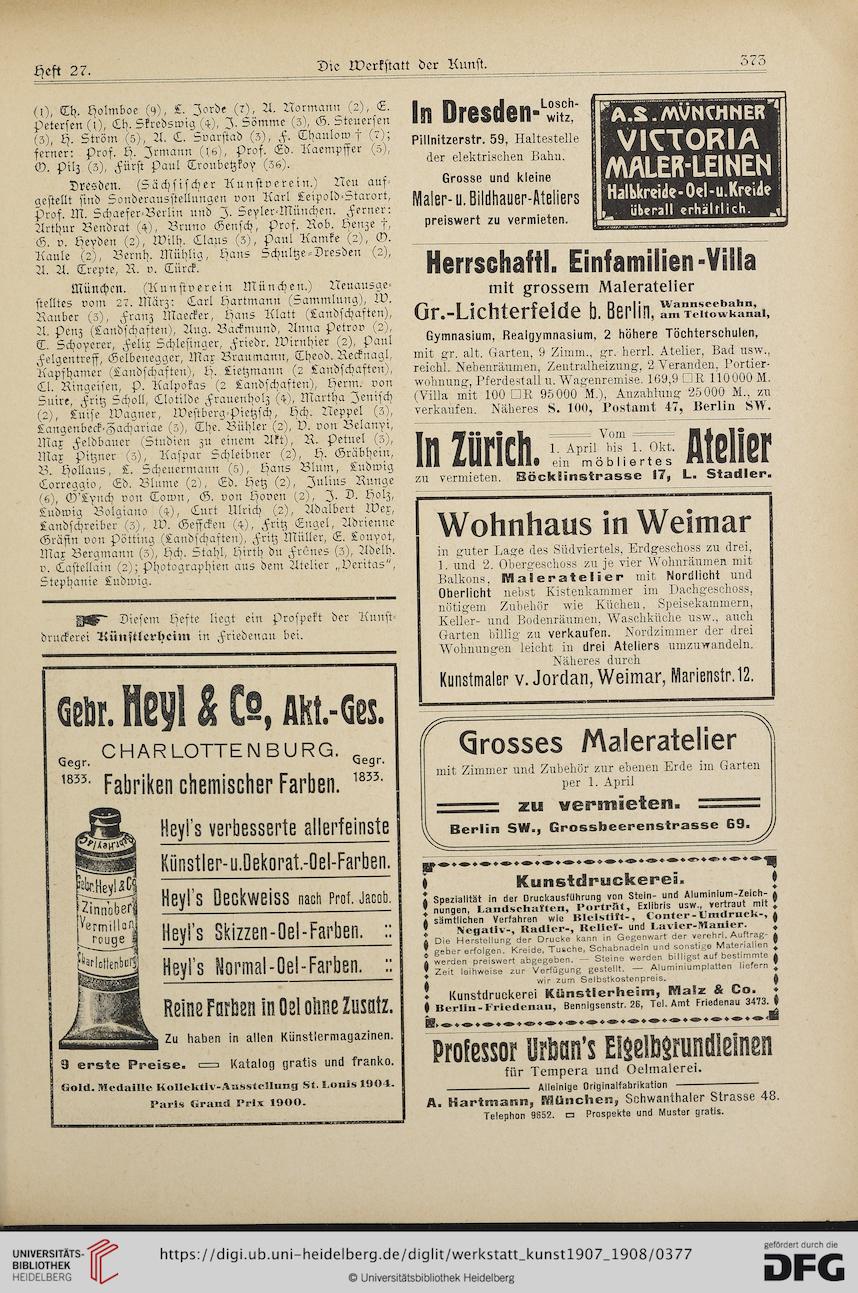 Heft 27.
Die Werkstatt der Kunst.
373
(1), Th. Holmboe (9), L. Jorde (7), A. Normann (2), E.
Petersen (1), Ch. Skredswig (4), J. Sömme (3), G. Steuersen
(3), H. Ström (5), A. C. Svarstad (3), F. Thaulow † (7);
ferner: Prof. H. Irmann (16), Prof. Ed. Kaempffer (5),
O. Pilz (3), Fürst Paul Troubetzkoy (36).
Dresden. (Sächsischer Kunstverein.) Neu auf-
gestellt sind Sonderausstellungen von Karl Leipold-Starort,
Prof. M. Schaefer-Berlin und J. Seyler-München. Ferner:
Arthur Bendrat (4), Bruno Gensch, Prof. Rob. Henze †,
G. v. Heyden (2), Wilh. Claus (3), Paul Kamke (2), O.
Kaule (2), Bernh. Mühlig, Hans Schultze-Dresden (2),
A. A. Trepte, R. v. Türck.
München. (Kunstverein München.) Neuausge-
stelltes vom 27. März: Carl Hartmann (Sammlung), W.
Rauber (3), Franz Maecker, Hans Klatt (Landschaften),
A. Penz (Landschaften), Aug. Backmund, Anna Petrov (2),
T. Schoyerer, Felix Schlesinger, Friedr. Wirnhier (2), Paul
Felgentreff, Gelbenegger, Max Braumann, Theod. Recknagl,
Kapfhamer (Landschaften), H. Lietzmann (2 Landschaften),
Cl. Ringeisen, P. Kalpokas (2 Landschaften), Herm. von
Suire, Fritz Scholl, Clotilde Frauenholz (4), Martha Jenisch
(2), Luise Wagner, Westberg-Pietzsch, Hch. Neppel (3),
Langenbeck-Zachariae (3), The. Bühler (2), V. von Belanyi,
Max Feldbauer (Studien zu einem Akt), R. Petuel (3),
Max Pitzner (3), Kaspar Schleibner (2), H. Gräbhein,
B. Hollaus, L. Scheuermann (5), Hans Blum, Ludwig
Correggio, Ed. Blume (2), Ed. Hetz (2), Julius Runge
(6), O'Lynch von Town, G. von Hoven (2), J. D. Holz,
Ludwig Bolgiano (4), Curt Ulrich (2), Adalbert Wex,
Landschreiber (3), W. Geffcken (4), Fritz Engel, Adrienne
Gräfin von Pötting (Landschaften), Fritz Müller, E. Louyot,
Max Bergmann (3), Hch. Stahl, Hirth du Frênes (3), Adelh.
v. Castellain (2); Photographien aus dem Atelier „Veritas“,
Stephanie Ludwig.
☞ Diesem Hefte liegt ein Prospekt der Kunst-
druckerei Künstlerheim in Friedenau bei.
Gebr. Heyl & Co, Akt.-Ges.
CHARLOTTENBURG.
Gegr. 1833. Fabriken chemischer Farben. Gegr. 1833.
Gebr. Heyl & Co
Zinnober
Vermillon
rouge
Charlottenburg
Heyl's verbesserte allerfeinste
Künstler-u.Dekorat.-Oel-Farben.
Heyl's Deckweiss nach Prof. Jacob.
Heyl's Skizzen-Oel-Farben. ::
Heyl's Normal-Oel-Farben. ::
Reine Farben in Oel ohne Zusatz.
Zu haben in allen Künstlermagazinen.
9 erste Preise. Katalog gratis und franko.
Gold. Medaille Kollektiv-Ausstellung St. Louis 1904.
Paris Grand Prix 1900.
In Dresden-Loschwitz,
Pillnitzerstr. 59, Haltestelle
der elektrischen Bahn.
Grosse und kleine
Maler- u. Bildhauer-Ateliers
preiswert zu vermieten.
A.S. MÜNCHNER
VICTORIA
MALER-LEINEN
Halbkreide-Oel-u.Kreide
überall erhältlich.
Herrschaftl. Einfamilien-Villa
mit grossem Maleratelier
Gr.-Lichterfelde b. Berlin, Wannseebahn, am Teltowkanal,
Gymnasium, Realgymnasium, 2 höhere Töchterschulen,
mit gr. alt. Garten, 9 Zimm., gr. herrl. Atelier, Bad usw.,
reichl. Nebenräumen, Zentralheizung, 2 Veranden, Portier-
wohnung, Pferdestall u. Wagenremise. 169,9 □R 110000 M.
(Villa mit 100 □R 95000 M.), Anzahlung 25000 M., zu
verkaufen. Näheres S. 100, Postamt 47, Berlin SW.
In Zürich. Vom 1. April bis 1. Okt. ein möbliertes Atelier
zu vermieten. Böcklinstrasse 17, L. Stadler.
Wohnhaus in Weimar
in guter Lage des Südviertels, Erdgeschoss zu drei,
1. und 2. Obergeschoss zu je vier Wohnräumen mit
Balkons, Maleratelier mit Nordlicht und
Oberlicht nebst Kistenkammer im Dachgeschoss,
nötigem Zubehör wie Küchen, Speisekammern,
Keller- und Bodenräumen, Waschküche usw., auch
Garten billig zu verkaufen. Nordzimmer der drei
Wohnungen leicht in drei Ateliers umzuwandeln.
Näheres durch
Kunstmaler v. Jordan, Weimar, Marienstr. 12.
Grosses Maleratelier
mit Zimmer und Zubehör zur ebenen Erde im Garten
per 1. April
zu vermieten.
Berlin SW., Grossbeerenstrasse 69.
Kunstdruckerei.
Spezialität in der Druckausführung von Stein- und Aluminium-Zeich-
nungen, Landschaften, Porträt, Exlibris usw., vertraut mit
sämtlichen Verfahren wie Bleistift-, Conter-Umdruck-,
Negativ-, Radier-, Relief- und Lavier-Manier.
Die Herstellung der Drucke kann in Gegenwart der verehrl. Auftrag-
geber erfolgen. Kreide, Tusche, Schabnadeln und sonstige Materialien
werden preiswert abgegeben. — Steine werden billigst auf bestimmte
Zeit leihweise zur Verfügung gestellt. — Aluminiumplatten liefern
wir zum Selbstkostenpreis.
Kunstdruckerei Künstlerheim, Malz & Co.
Berlin-Friedenau, Bennigsenstr. 26, Tel. Amt Friedenau 3473.
Professor Urban's Eigelbgrundleinen
für Tempera und Oelmalerei.
Alleinige Originalfabrikation
A. Hartmann, München, Schwanthaler Strasse 48.
Telephon 9652. Prospekte und Muster gratis.
UNIVERSITÄTS-
BIBLIOTHEK
HEIDELBERG
https://digi.ub.uni-heidelberg.de/diglit/werkstatt_kunst1907_1908/0377
© Universitätsbibliothek Heidelberg
gefördert durch die
DFG